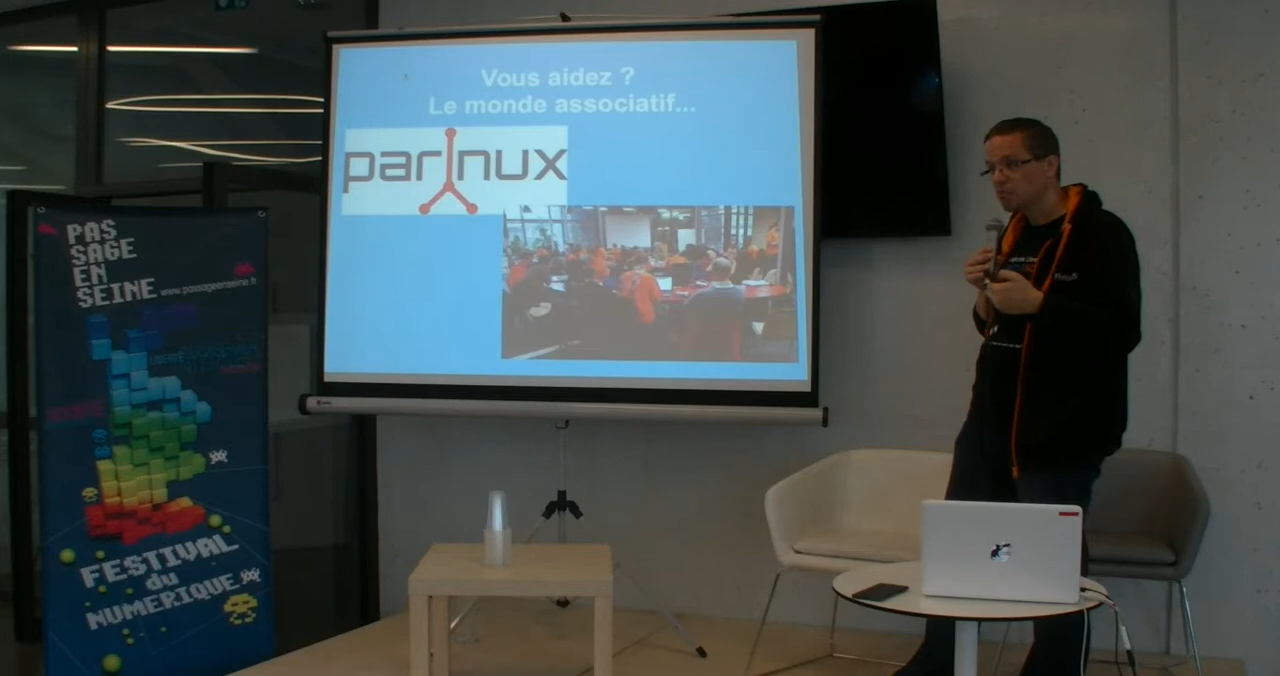 Vous aidez ?
Le monde associatif...
parinux
PAS
SAGE
EN
SEINE
www.passageenseine.fr
FESTIVAL
du
NUMERIQUE